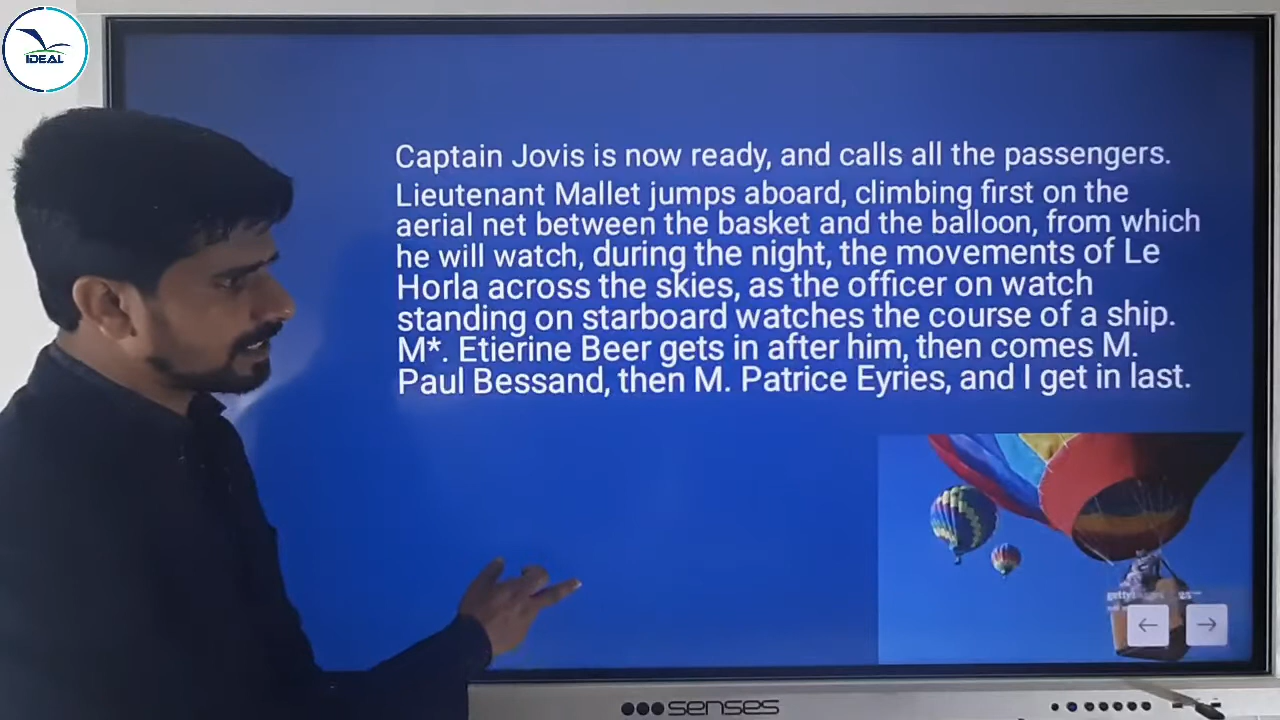 IDEAL
Captain Jovis is now ready, and calls all the passengers.
Lieutenant Mallet jumps aboard, climbing first on the
aerial net between the basket and the balloon, from which
he will watch, during the night, the movements of Le
Horla across the skies, as the officer on watch
standing on starboard watches the course of a ship.
M*. Etierine Beer gets in after him, then comes M.
Paul Bessand, then M. Patrice Eyries, and I get in last.
senses